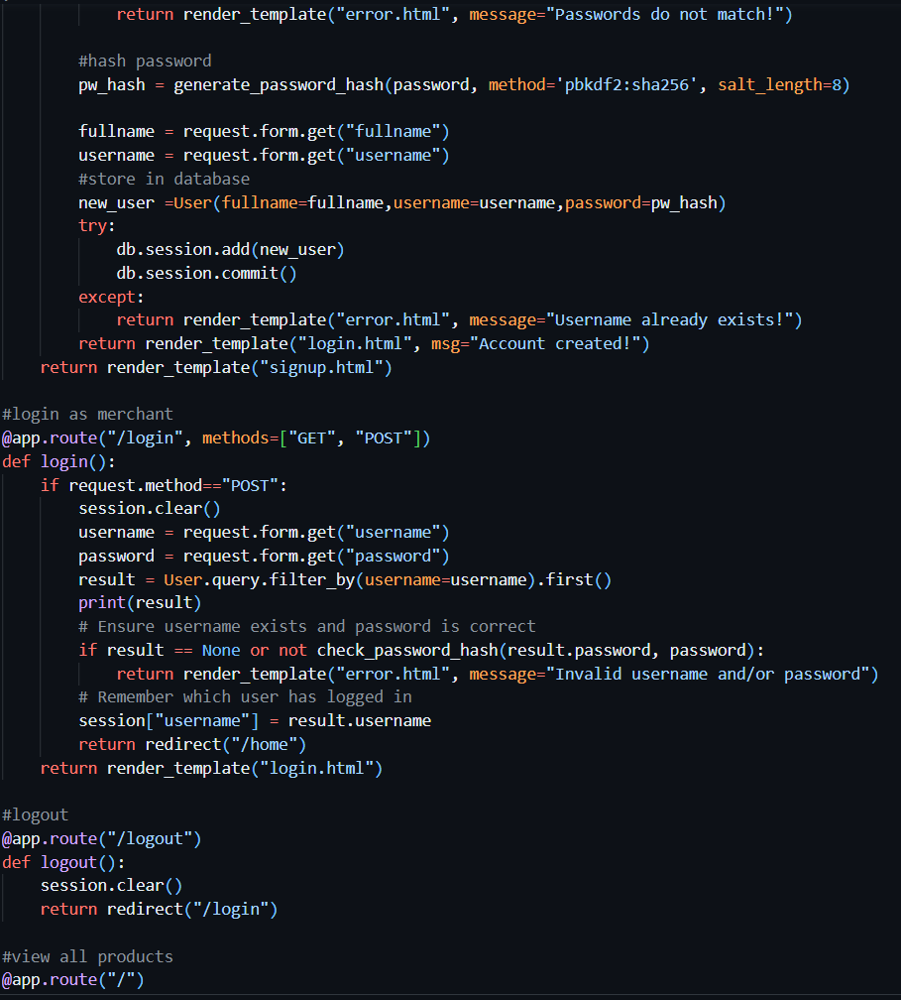 return render_template("error.html", message="Passwords do not match!")
#hash password
pw_hash = generate_password_hash(password, method='pbkdf2:sha256', salt_length=8)
fullname = request.form.get("fullname")
username = request.form.get("username")
#store in database
new_user =User(fullname=fullname,username=username,password=pw_hash)
try:
db.session.add(new_user)
db.session.commit()
except:
return render_template("error.html", message="Username already exists!")
return render_template("login.html", msg="Account created!")
return render_template("signup.html")
#login as merchant
@app.route("/login", methods=["GET", "POST"])
def login():
if request.method=="POST":
session.clear()
username = request.form.get("username")
password = request.form.get("password")
result = User.query.filter_by(username=username).first()
print(result)
# Ensure username exists and password is correct
if result == None or not check_password_hash(result.password, password):
return render_template("error.html", message="Invalid username and/or password")
# Remember which user has logged in
session["username"] = result.username
return redirect("/home")
return render_template("login.html")
#logout
@app.route("/logout")
def logout():
session.clear()
return redirect("/login")
#view all products
@app.route("/")